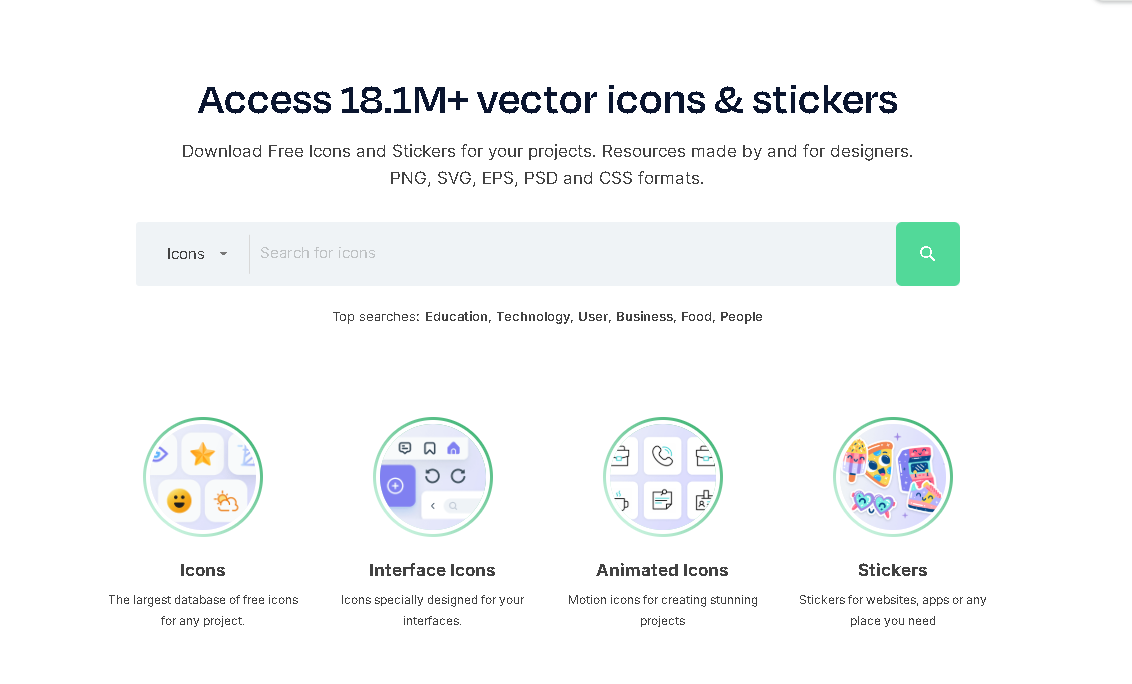 Access 18.1M+ vector icons & stickers
Download Free Icons and Stickers for your projects. Resources made by and for designers.
PNG, SVG, EPS, PSD and CSS formats.
Icons
Search for icons
Top searches: Education, Technology, User, Business, Food, People
Icons
The largest database of free icons
for any project.
Interface Icons
Icons specially designed for your
interfaces.
Animated Icons
Motion icons for creating stunning
projects
Stickers
Stickers for websites, apps or any
place you need